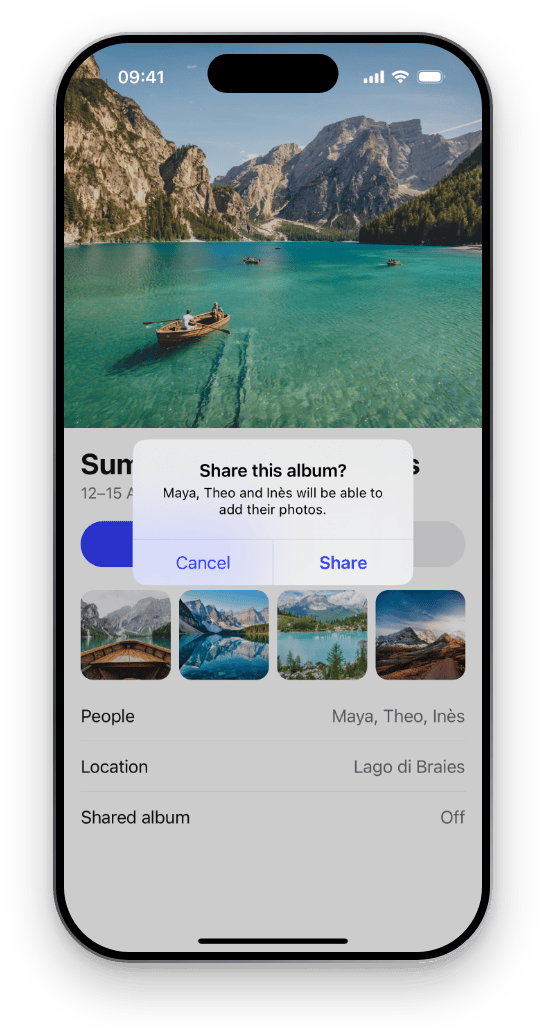 09:41
Share this album?
Maya, Theo and Inès will be able to
add their photos.
Cancel
Share
People
Maya, Theo, Inès
Location
Lago di Braies
Shared album
Off